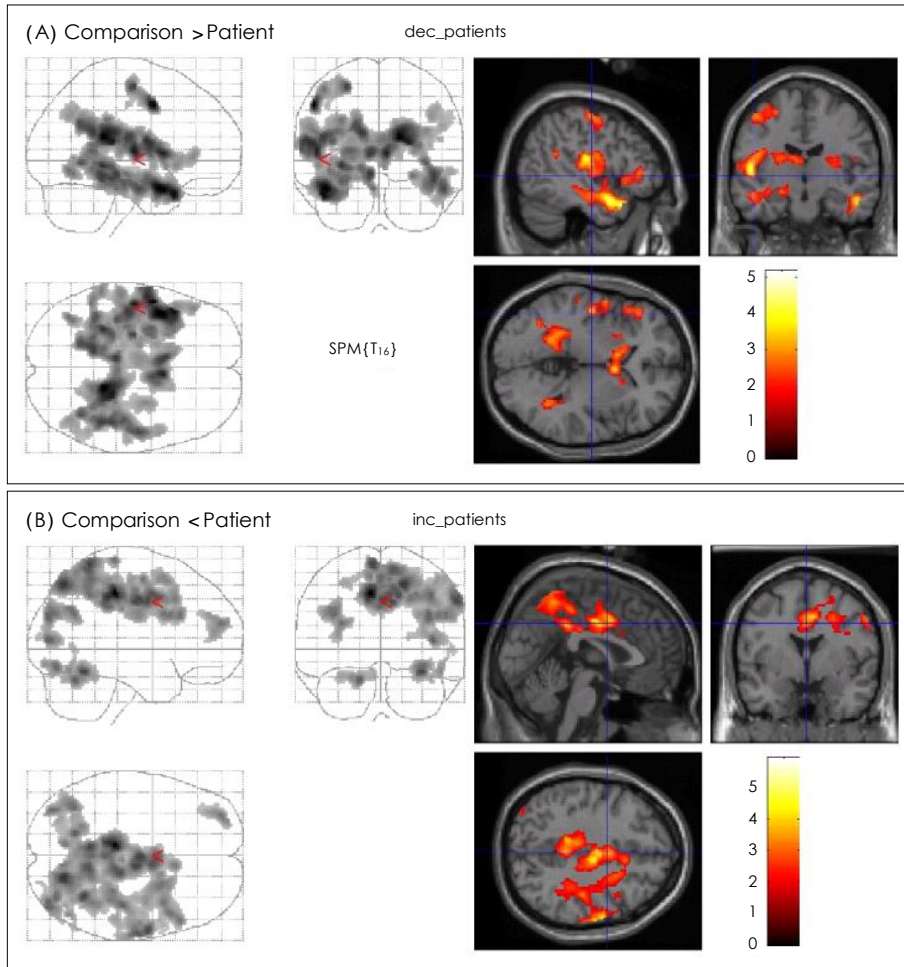 (A) Comparison > Patient
dec_patients
SPM{T₁₆}
5
4
3
2
1
0
(B) Comparison < Patient
inc_patients
5
4
3
2
1
0